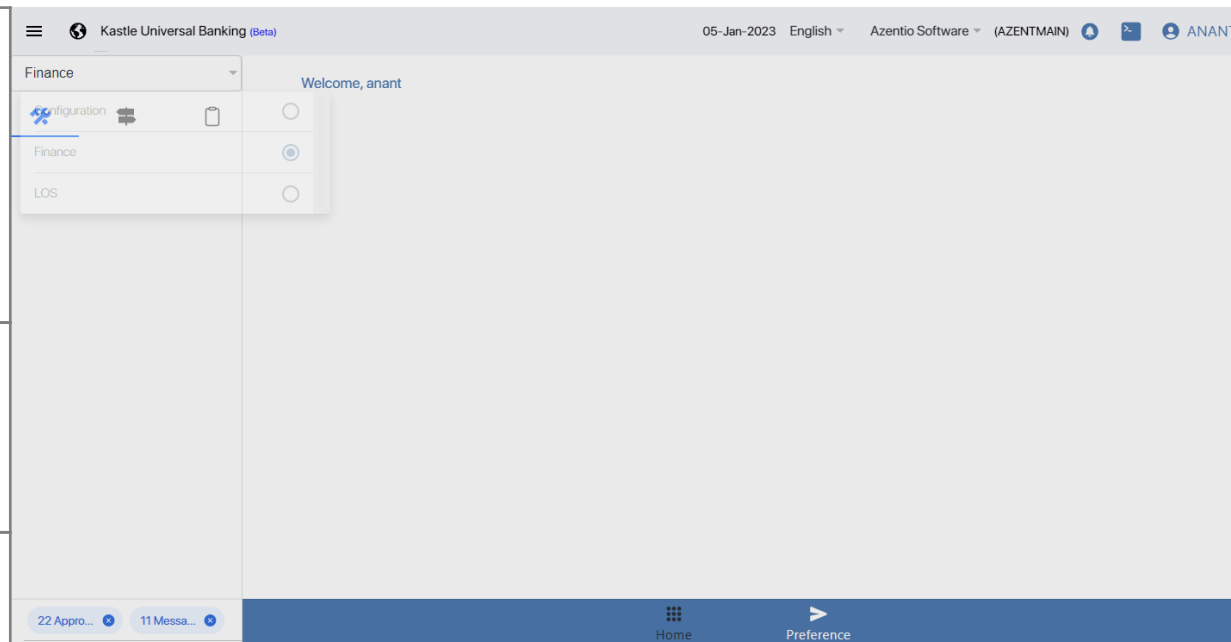 Kastle Universal Banking (Beta)
05-Jan-2023 English Azentio Software (AZENTMAIN) ANANT
Finance
Welcome, anant
Configuration
Finance
LOS
22 Appro... 11 Messa...
Home Preference